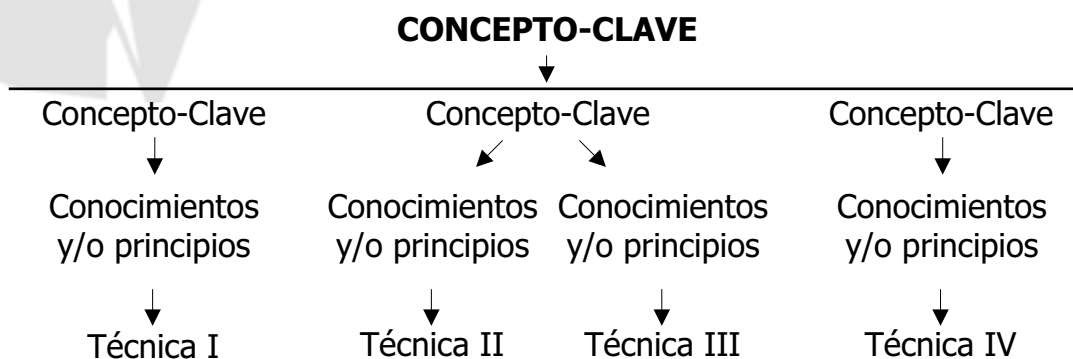 CONCEPTO-CLAVE
Concepto-Clave Concepto-Clave Concepto-Clave
Conocimientos Conocimientos Conocimientos Conocimientos
y/o principios y/o principios y/o principios y/o principios
Técnica I Técnica II Técnica III Técnica IV